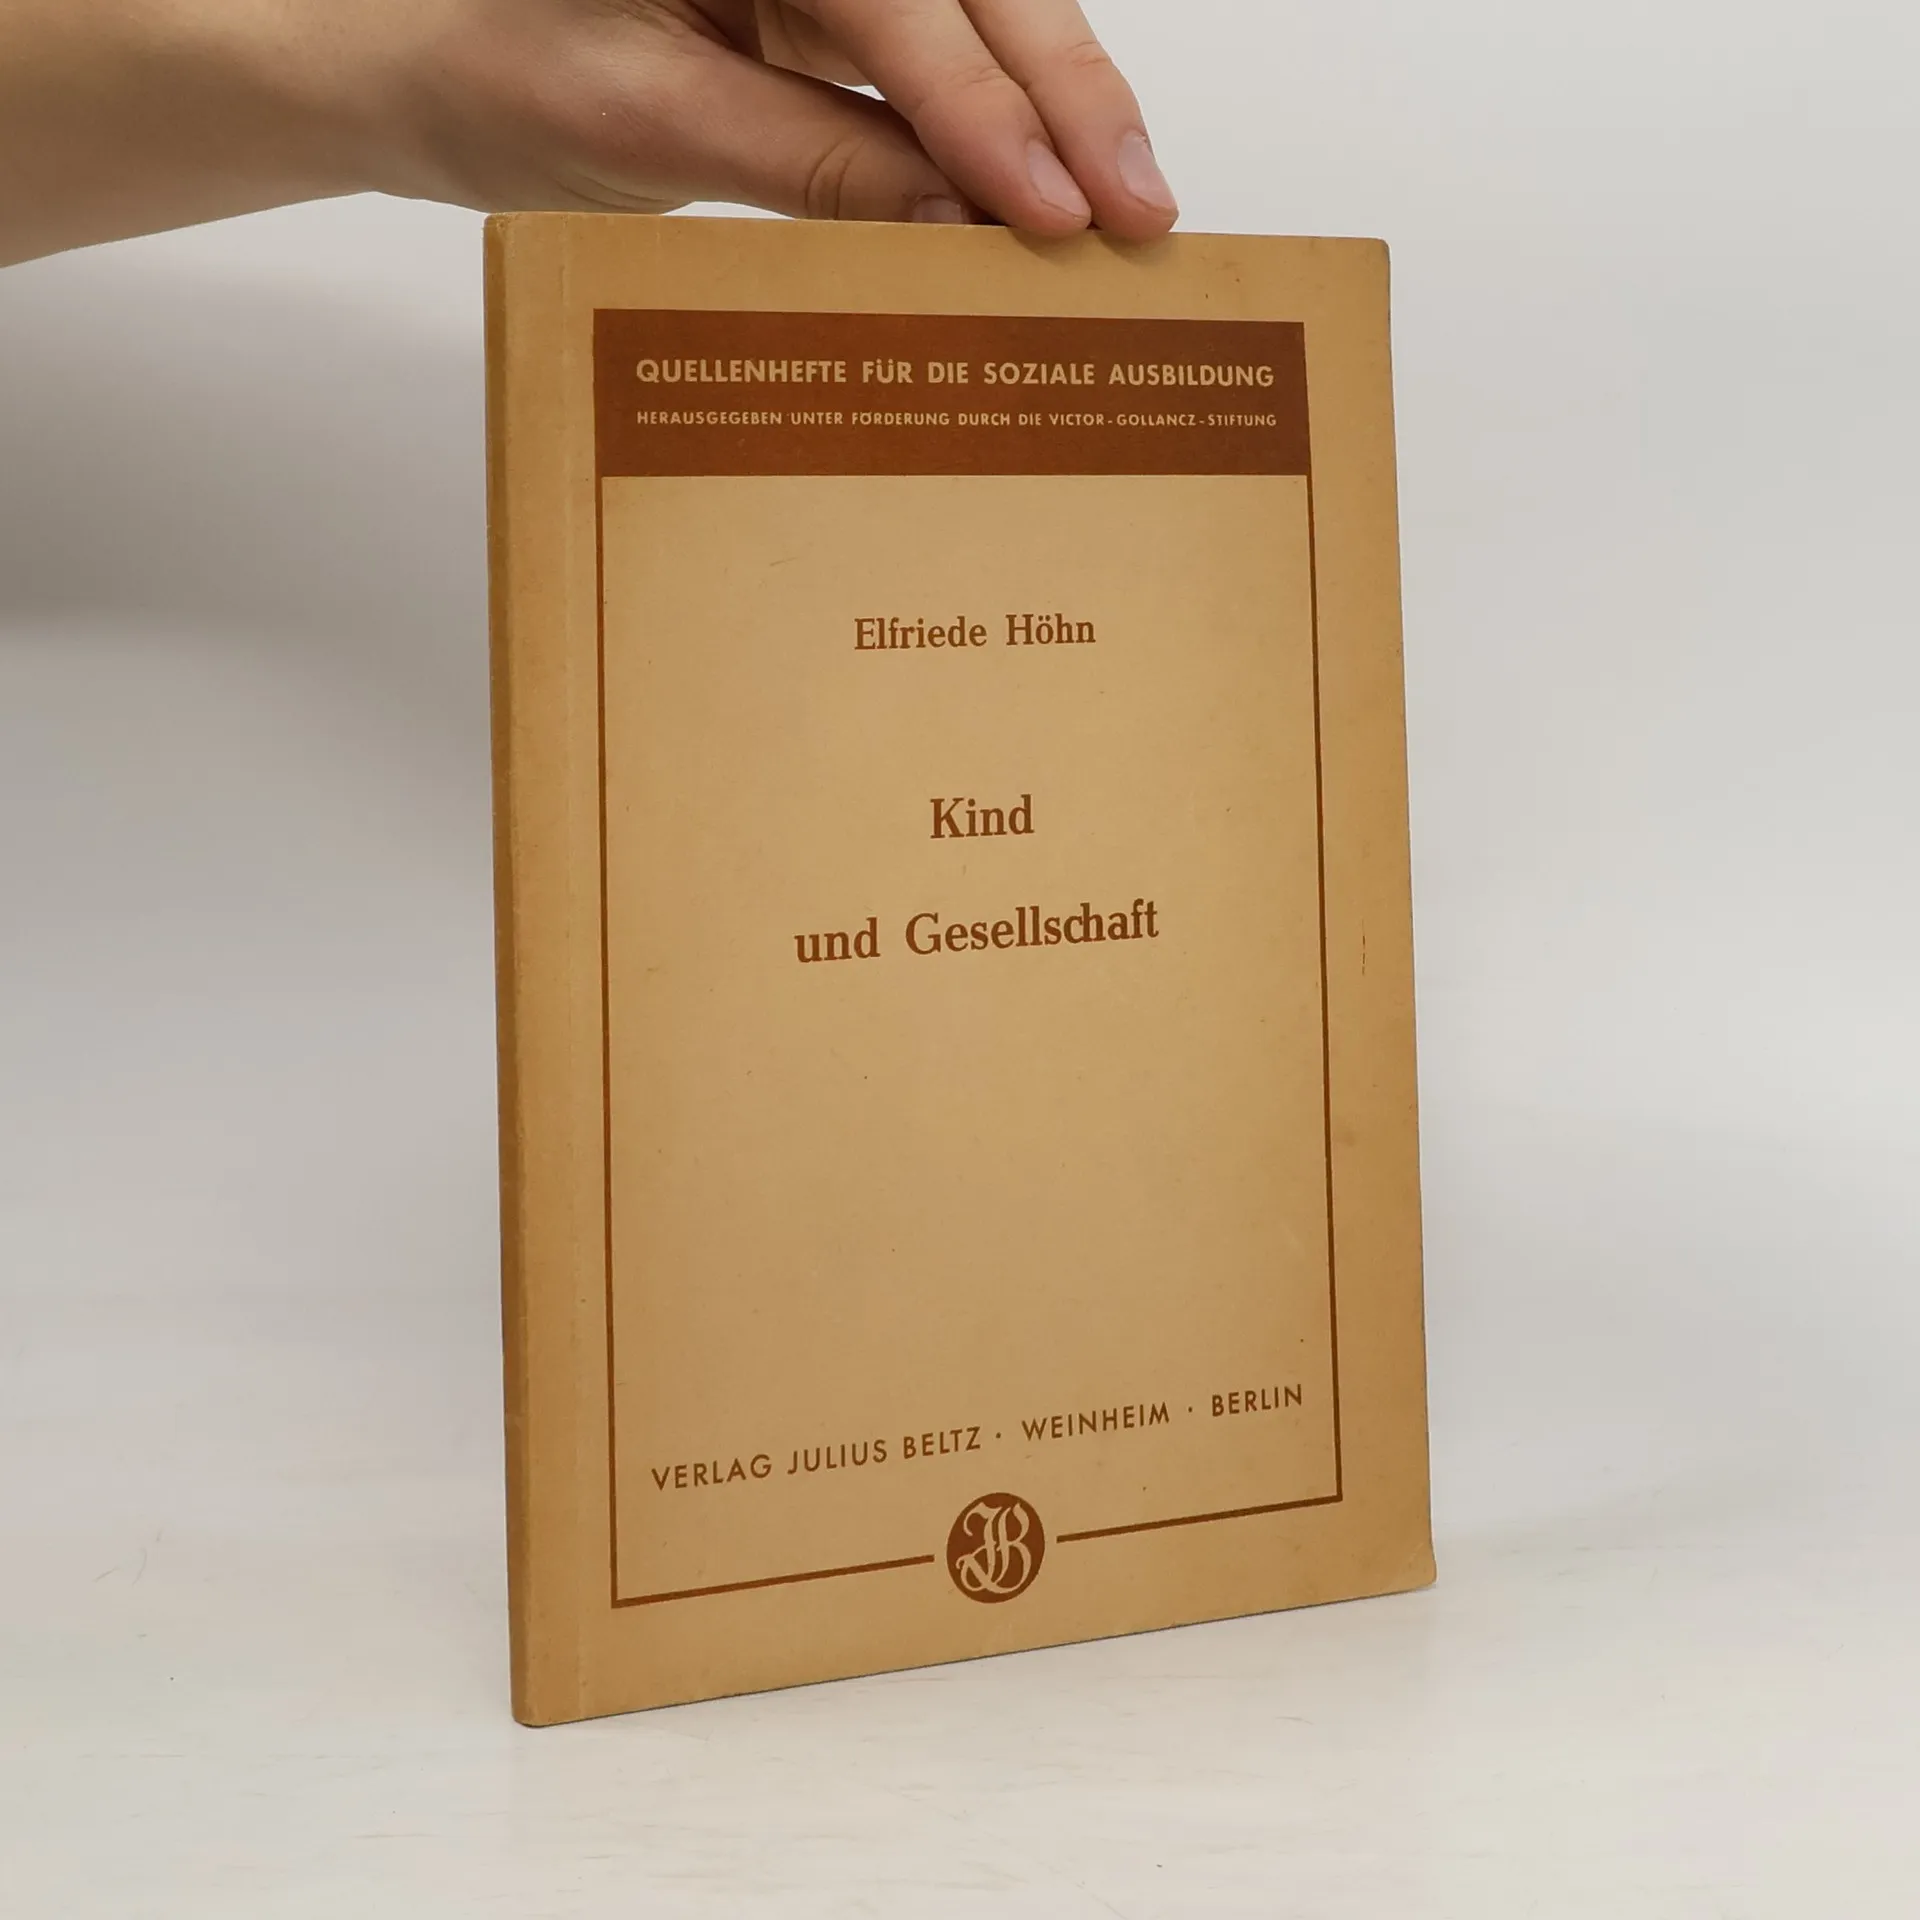 QUELLENHEFTE FÜR DIE SOZIALE AUSBILDUNG
HERAUSGEGEBEN UNTER FÖRDERUNG DURCH DIE VICTOR-GOLLANCZ-STIFTUNG
Elfriede Höhn
Kind
und Gesellschaft
VERLAG JULIUS BELTZ · WEINHEIM · BERLIN
JB